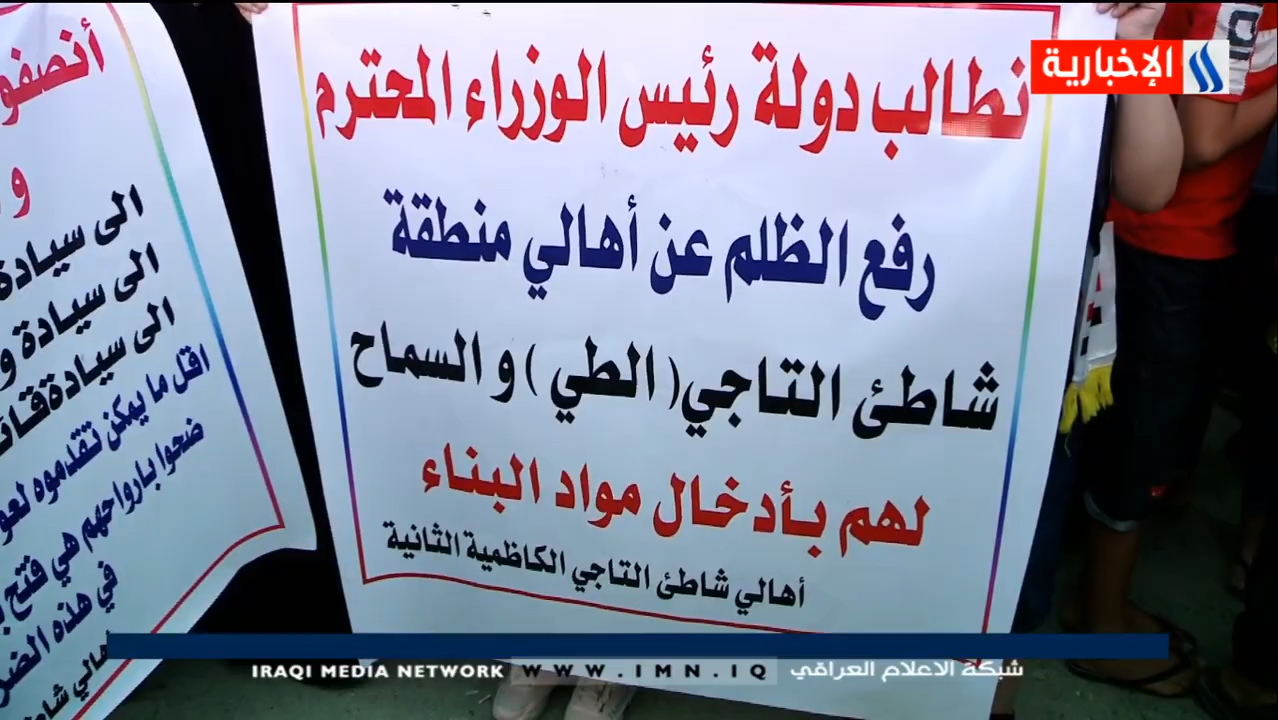 الإخبارية
نطالب دولة رئيس الوزراء المحترم
رفع الظلم عن أهالي منطقة
شاطئ التاجي ( الطي ) و السماح
لهم بأدخال مواد البناء
أهالي شاطئ التاجي الكاظمية الثانية
الى سيادة
الى سيادة و
الى سيادة
اقل ما يمكن تقدموه
ضحوا بارواحهم هي فتح
في هذه
IRAQI MEDIA NETWORK WWW.IMN.IQ شبكة الاعلام العراقي